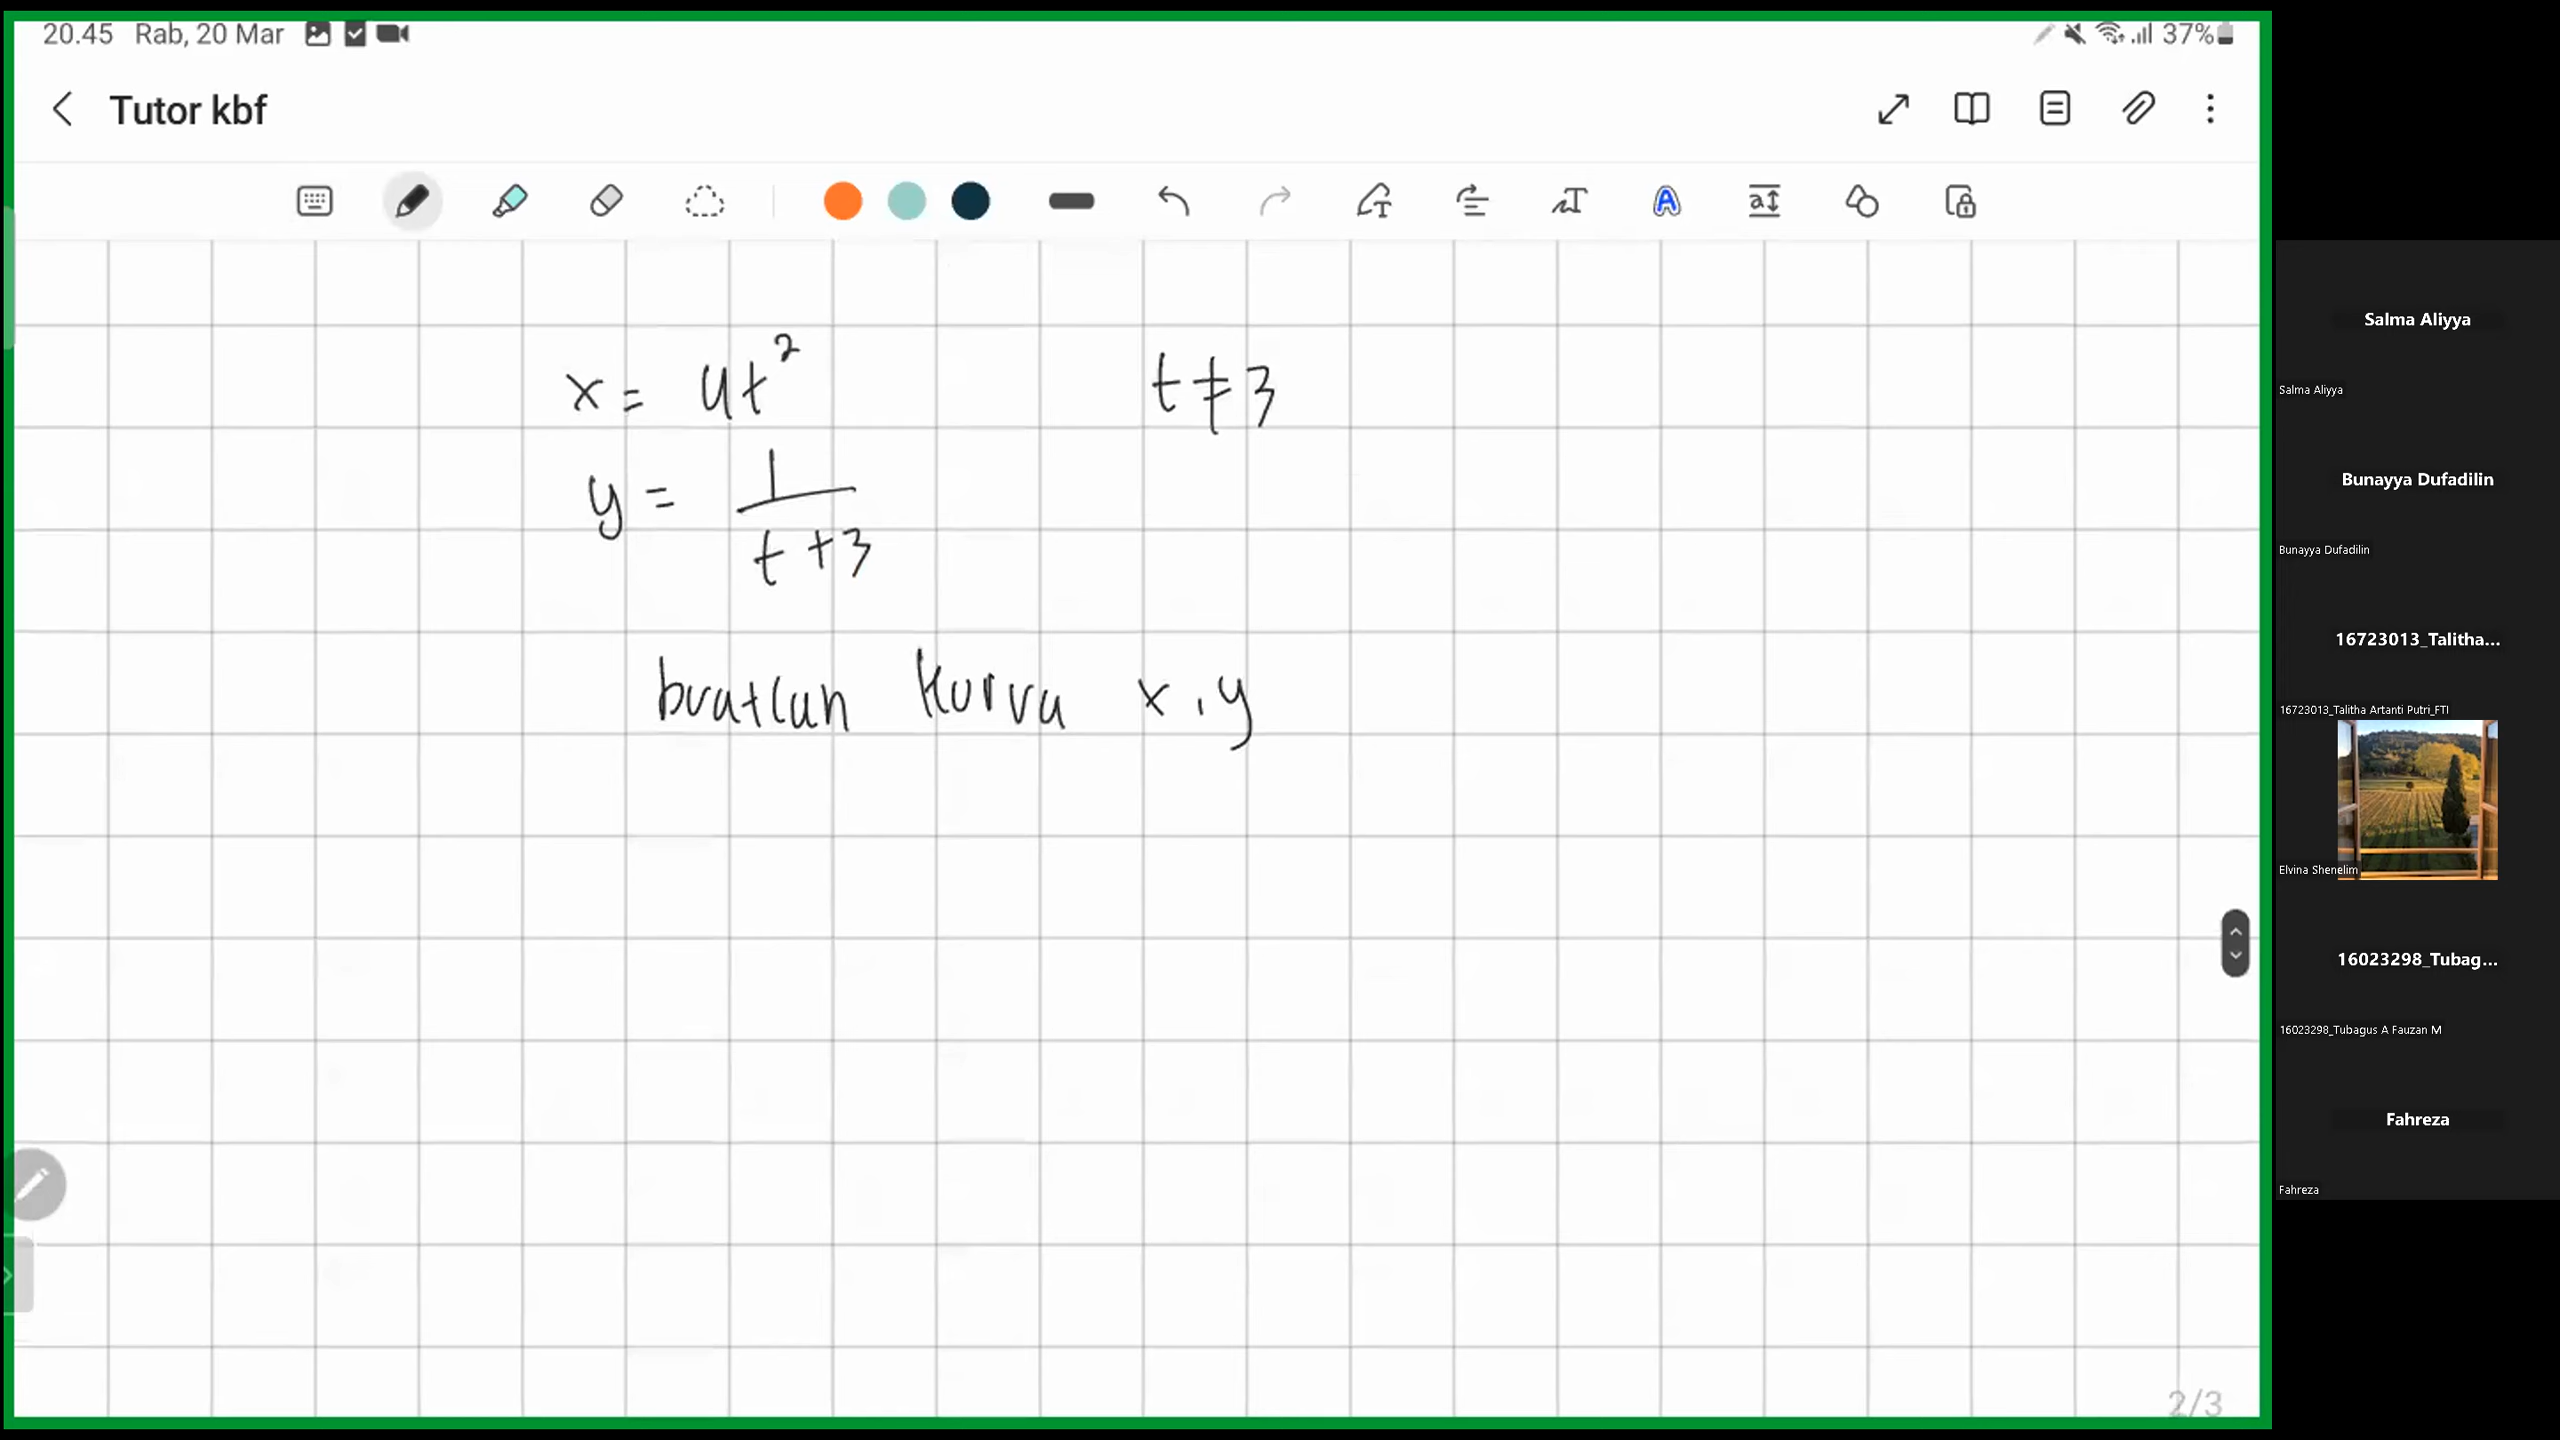 20.45 Rab, 20 Mar 37%
Tutor kbf
x = 4t² t ≠ 3
y = 1/(t + 3)
buatlan kurva x, y
2/3
Salma Aliyya
Salma Aliyya
Bunayya Dufadilin
Bunayya Dufadilin
16723013_Talitha...
16723013_Talitha Artanti Putri_FTI
Elvina Shenelim
16023298_Tubag...
16023298_Tubagus A Fauzan M
Fahreza
Fahreza